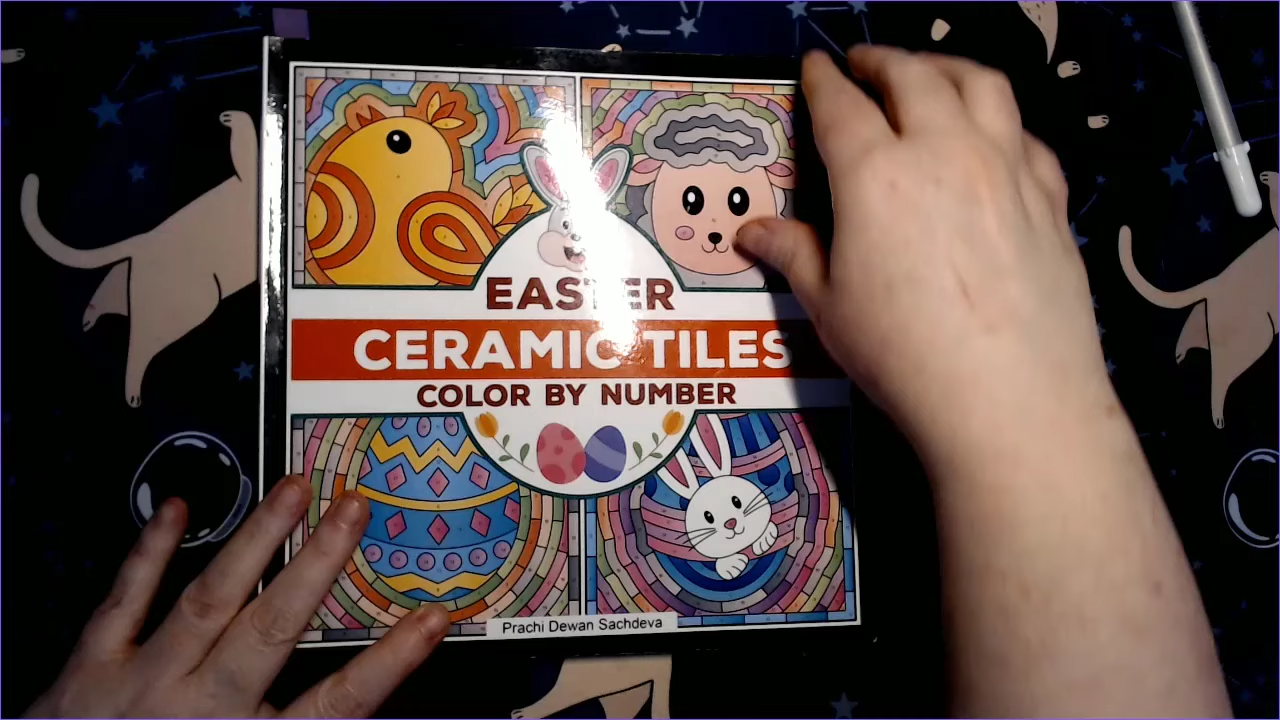 EASTER
CERAMIC TILES
COLOR BY NUMBER
Prachi Dewan Sachdeva